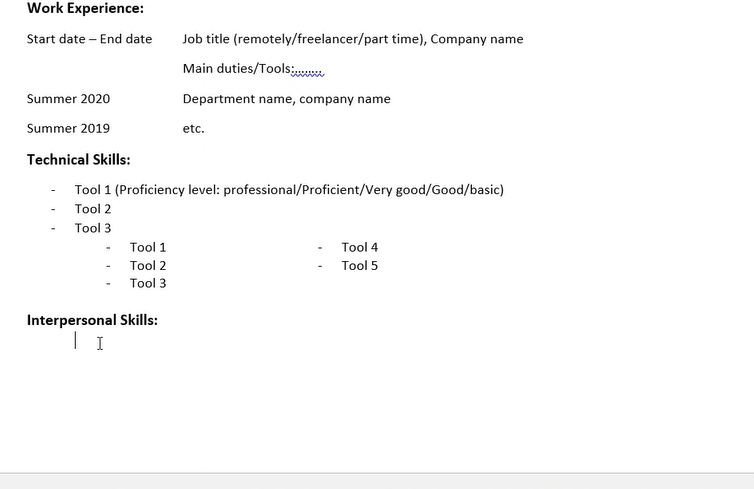 Work Experience:
Start date – End date Job title (remotely/freelancer/part time), Company name
Main duties/Tools:........
Summer 2020 Department name, company name
Summer 2019 etc.
Technical Skills:
- Tool 1 (Proficiency level: professional/Proficient/Very good/Good/basic)
- Tool 2
- Tool 3
- Tool 1 - Tool 4
- Tool 2 - Tool 5
- Tool 3
Interpersonal Skills: